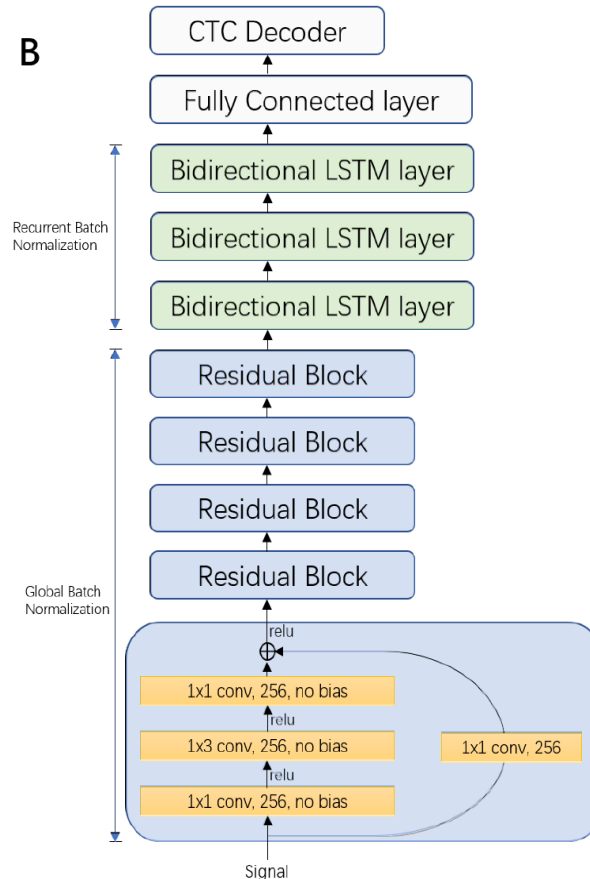 B
CTC Decoder
Fully Connected layer
Bidirectional LSTM layer
Recurrent Batch
Normalization
Bidirectional LSTM layer
Bidirectional LSTM layer
Residual Block
Residual Block
Residual Block
Residual Block
Global Batch
Normalization
relu
1x1 conv, 256, no bias
relu
1x3 conv, 256, no bias
1x1 conv, 256
relu
1x1 conv, 256, no bias
Signal